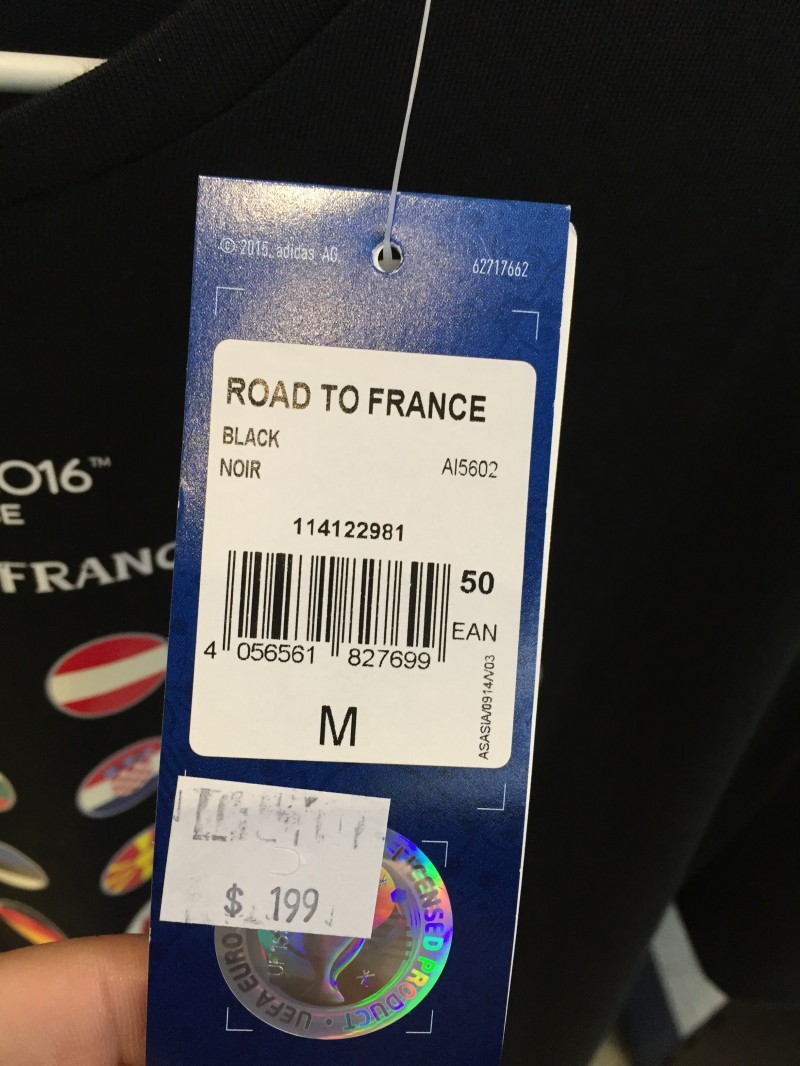 © 2015, adidas AG
62717662
ROAD TO FRANCE
BLACK
NOIR
AI5602
114122981
50
EAN
4 056561 827699
ASASIA/0914/V03
M
$ 199
UEFA EURO
LICENSED PRODUCT
016™
E
FRANC